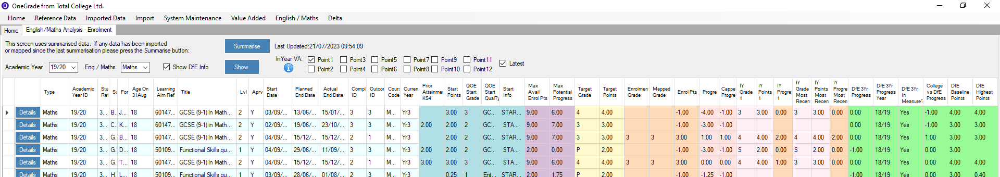 OneGrade from Total College Ltd.
Home Reference Data Imported Data Import System Maintenance Value Added English / Maths Delta
Home English/Maths Analysis - Enrolment
This screen uses summarised data. If any data has been imported
or mapped since the last summarisation please press the Summarise button:
Summarise Last Updated:21/07/2023 09:54:09
InYear VA: Point1 Point3 Point5 Point7 Point9 Point11
Point2 Point4 Point6 Point8 Point10 Point12
Latest
Academic Year 19/20 Eng / Maths Maths Show DfE Info Show
Type Academic Year ID Stu Ref Su For Age On 31Aug Learning Aim Ref Title Lvl Aprv Start Date Planned End Date Actual End Date Compl ID Outcor ID Cours Code Curren Year Prior Attainmen KS4 Start Points QOE Start Grade QOE Start QualTy Start Info Max Avail Enrol Pts Max Potential Progress Target Grade Target Points Enrolmen Grade Mapped Grade Enrol Pts Progre Cappe Progre IY Grade 1 IY Points 1 IY Progre 1 IY Grade Most Recen IY Points Most Recent IY Progre Most Recen DfE 3Yr Progress DfE 3Yr Progress Year DfE 3Yr In Measure? College vs DfE Progress DfE Baseline Points DfE Highest Points
Details Maths 19/20 3... B... J... 18 60147... GCSE (9-1) in Math... 2 Y 03/09/... 13/06/... 15/01/... 3 3 M... Yr3 3.00 3 GC... STAR... 9.00 6.00 4 4.00 -1.00 -4.00 -1.00 3 3.00 0.00 3 3.00 0.00 0.00 18/19 Yes -1.00 4.00 4.00
Details Maths 19/20 3... C... K... 18 60147... GCSE (9-1) in Math... 2 Y 02/09/... 19/06/... 23/10/... 3 3 M... Yr3 2.00 2.00 2 GC... STA... 9.00 7.00 3 3.00 -1.00 -3.00 -1.00 0.00 18/19 Yes -1.00 3.00 3.00
Details Maths 19/20 3... G... B... 18 60147... GCSE (9-1) in Math... 2 Y 04/09/... 15/12/... 15/12/... 2 1 M... Yr3 2.00 2 GC... STAR... 9.00 7.00 3 3.00 3 3 3.00 1.00 1.00 4 4.00 2.00 4 4.00 2.00 0.00 18/19 Yes 1.00 3.00 3.00
Details Maths 19/20 3... G... D... 18 50109... Functional Skills qu... 1 Y 04/09/... 29/06/... 11/09/... 3 3 M... Yr3 2.00 2.00 2 GC... STA... 2.00 0.00 P 2.00 -1.00 -3.00 -1.00 S 2.00 0.00 S 2.00 0.00 -1.00 18/19 Yes 0.00 3.00
Details Maths 19/20 3... G... T... 18 60147... GCSE (9-1) in Math... 2 Y 04/09/... 15/12/... 15/12/... 2 1 M... Yr3 3.00 3.00 3 GC... STA... 9.00 6.00 4 4.00 3 3 3.00 0.00 0.00 4 4.00 1.00 3 3.00 0.00 0.00 18/19 Yes 0.00 4.00 4.00
Details Maths 19/20 3... H... L... 18 50109... Functional Skills qu... 1 Y 03/09/... 28/06/... 01/08/... 3 3 M... Yr3 0.25 1 Ent... STAR... 2.00 1.75 P 2.00 -1.00 -1.25 -1.00 -1.00 18/19 Yes 0.00 3.00 0.40